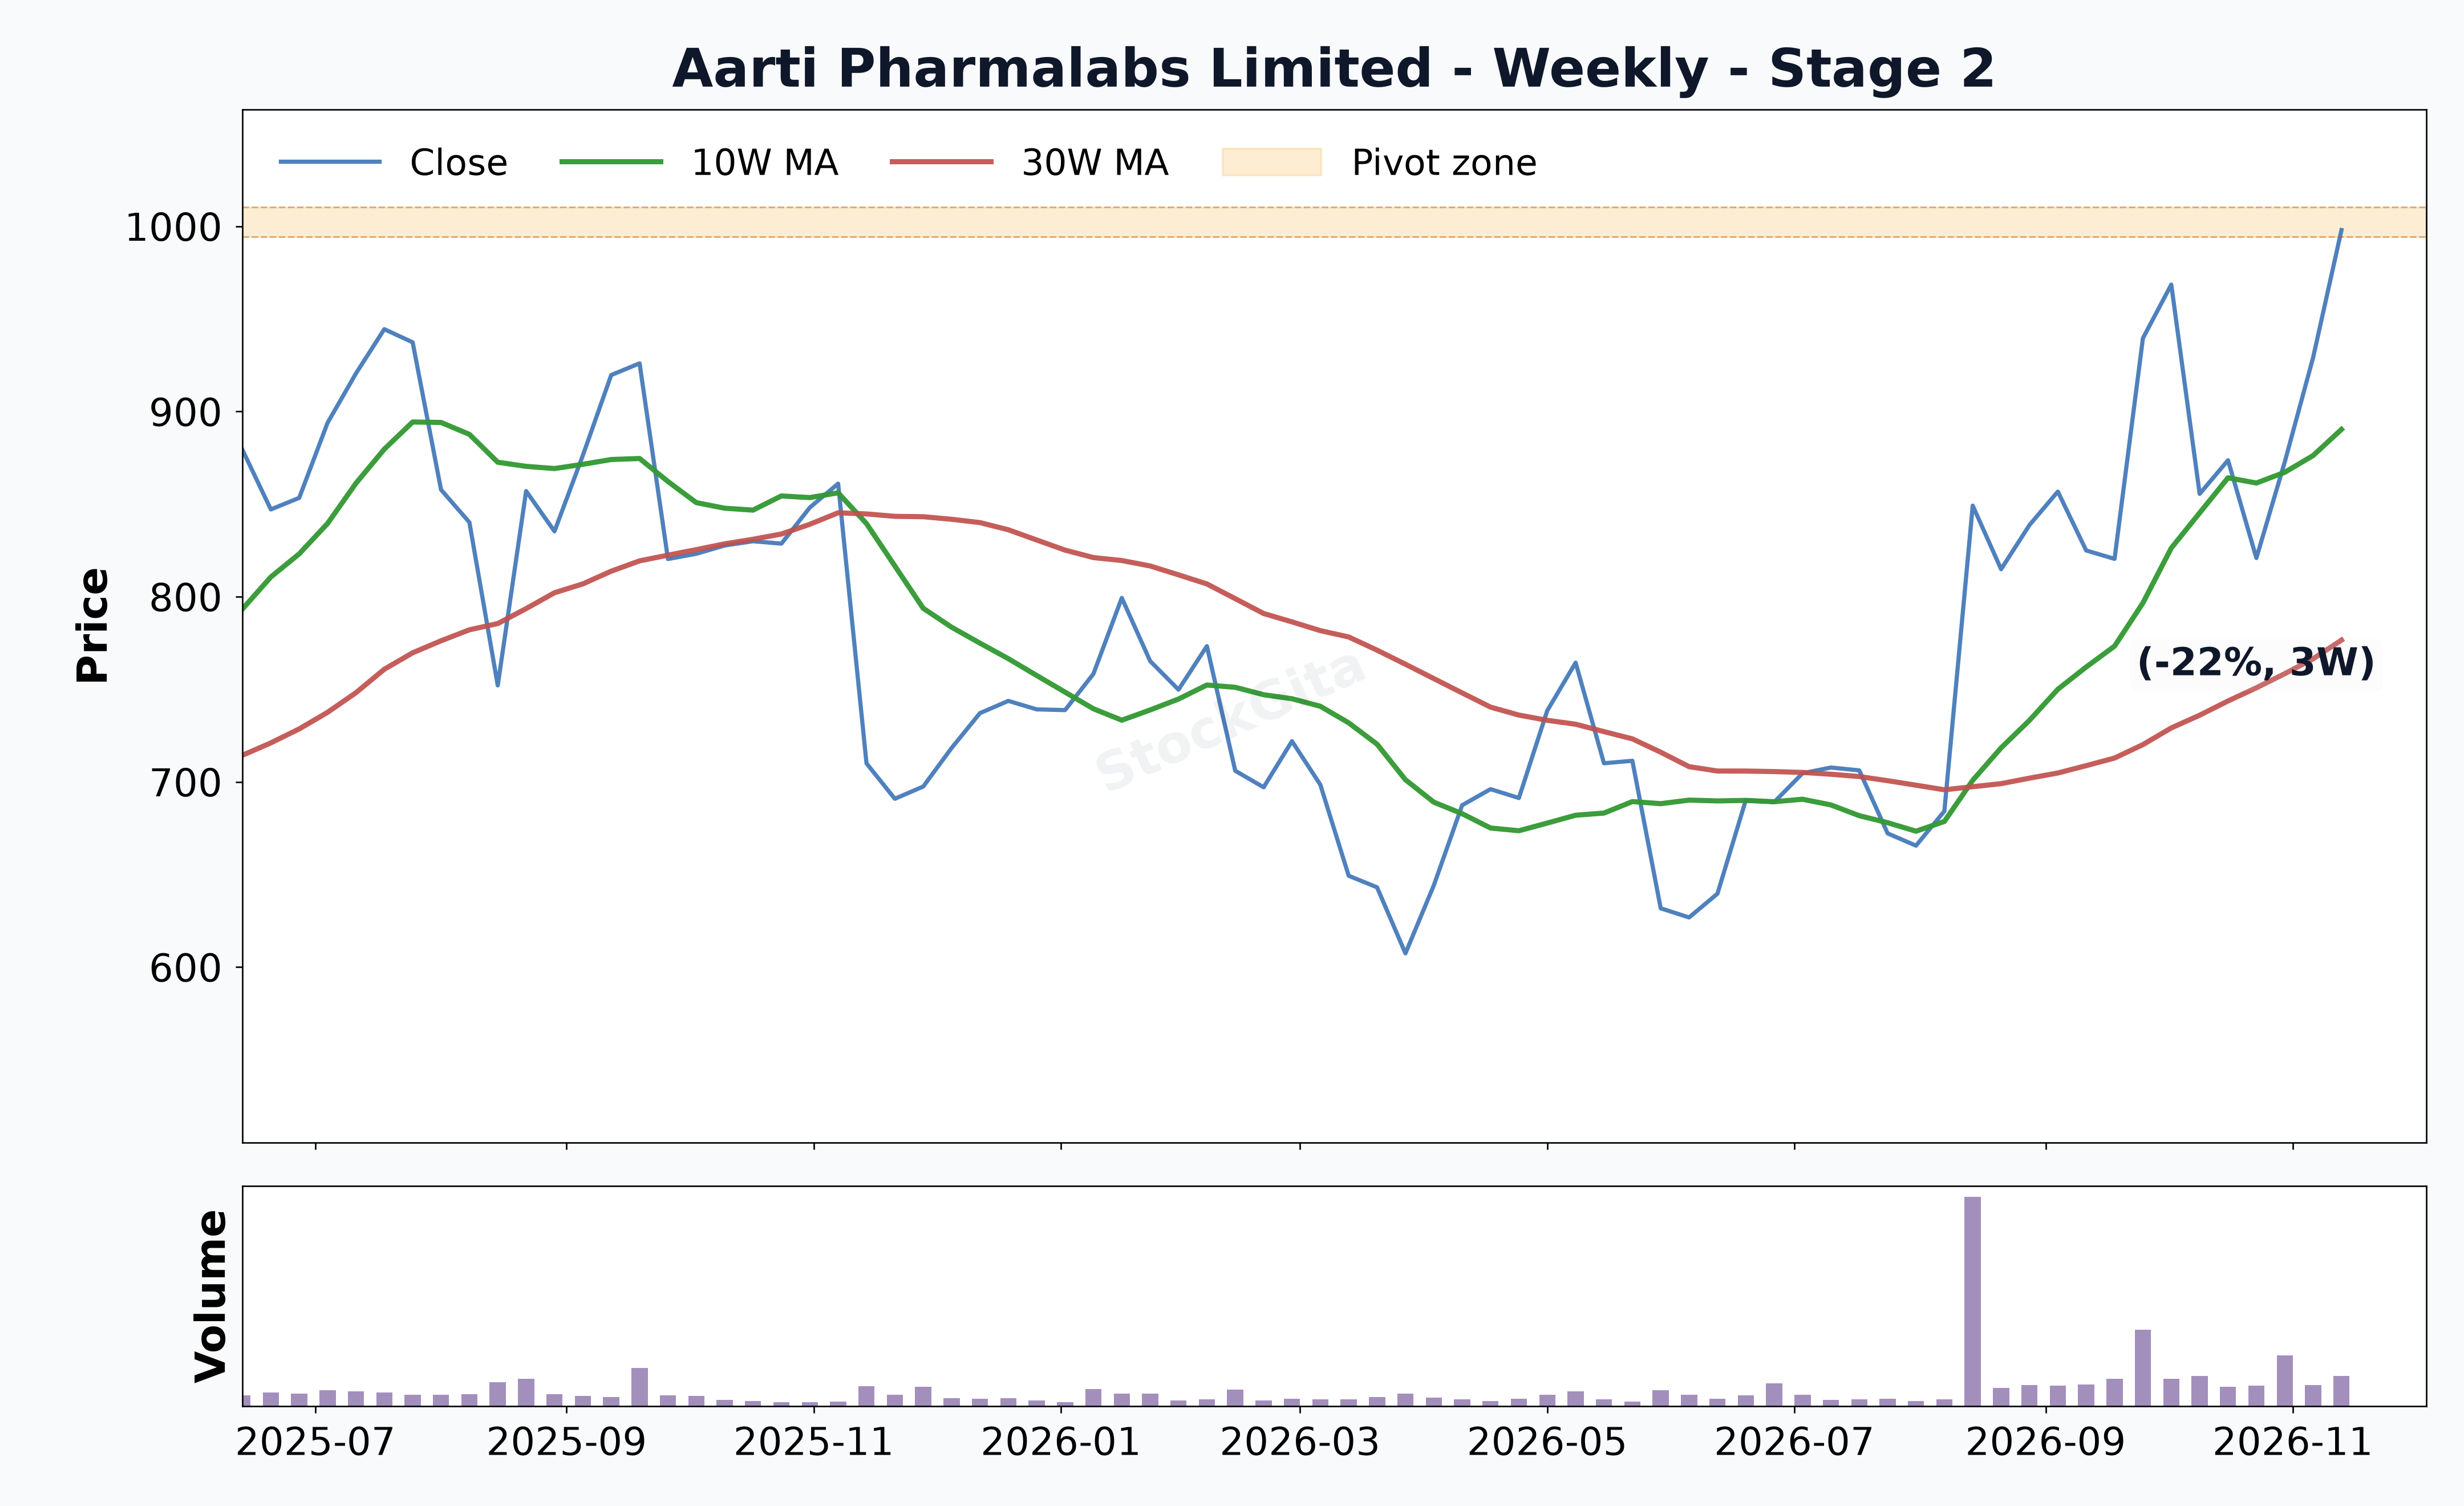 Aarti Pharmalabs Limited - Weekly - Stage 2
Close 10W MA 30W MA Pivot zone
Price
1000
900
800
700
600
(-22%, 3W)
StockGita
Volume
2025-07 2025-09 2025-11 2026-01 2026-03 2026-05 2026-07 2026-09 2026-11